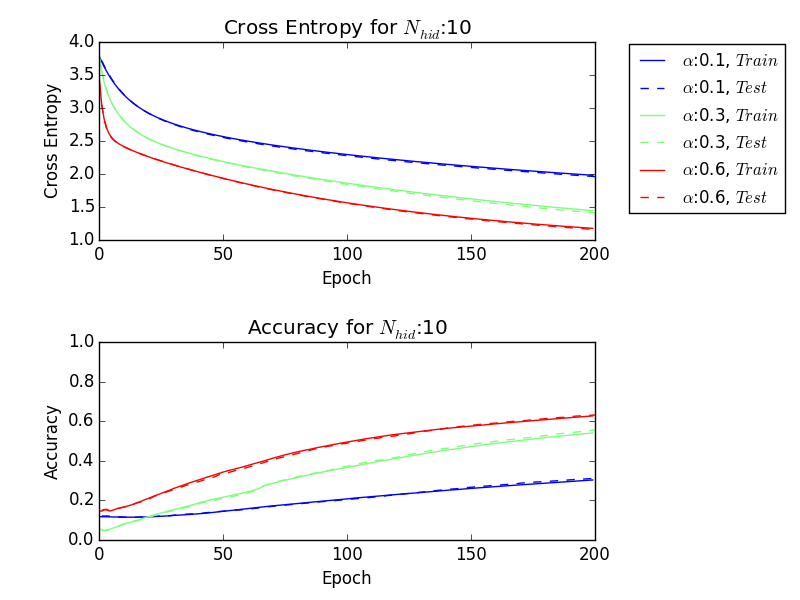 Cross Entropy for N_hid:10
4.0
3.5
3.0
2.5
2.0
1.5
1.0
Cross Entropy
0 50 100 150 200
Epoch
α:0.1, Train
α:0.1, Test
α:0.3, Train
α:0.3, Test
α:0.6, Train
α:0.6, Test
Accuracy for N_hid:10
1.0
0.8
0.6
0.4
0.2
0.0
Accuracy
0 50 100 150 200
Epoch